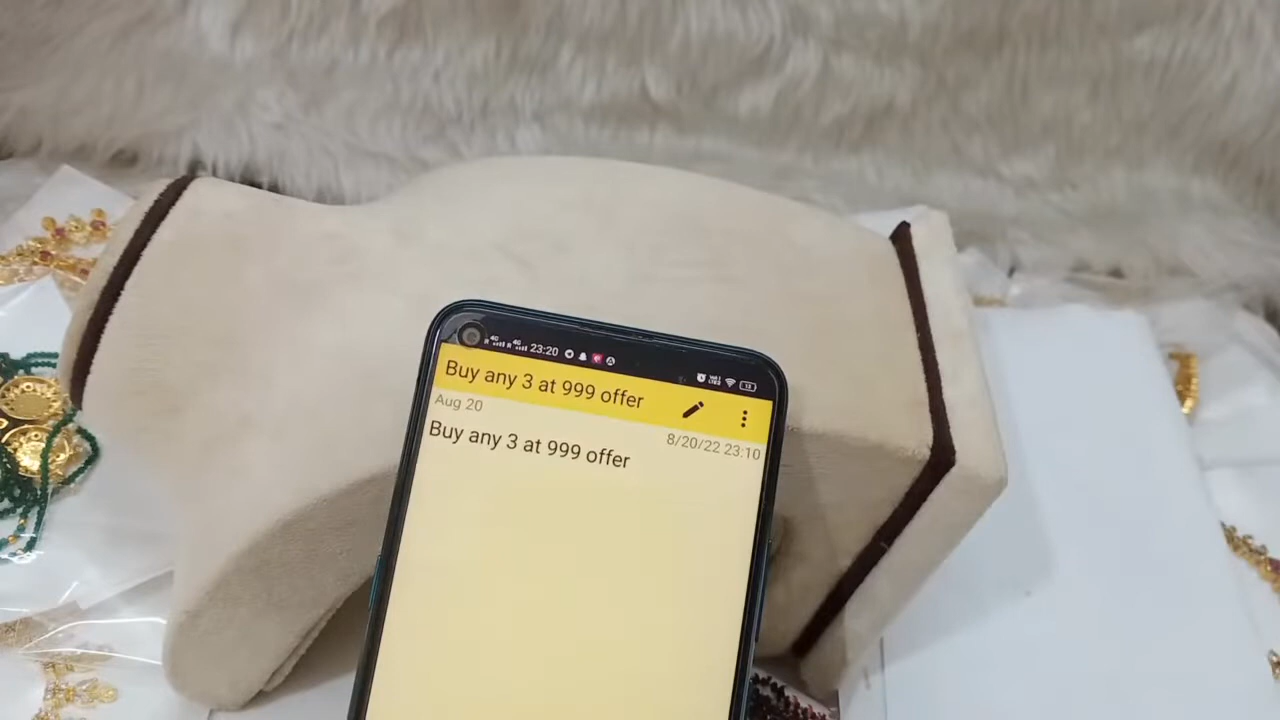 23:20
Buy any 3 at 999 offer
Aug 20
8/20/22 23:10
Buy any 3 at 999 offer